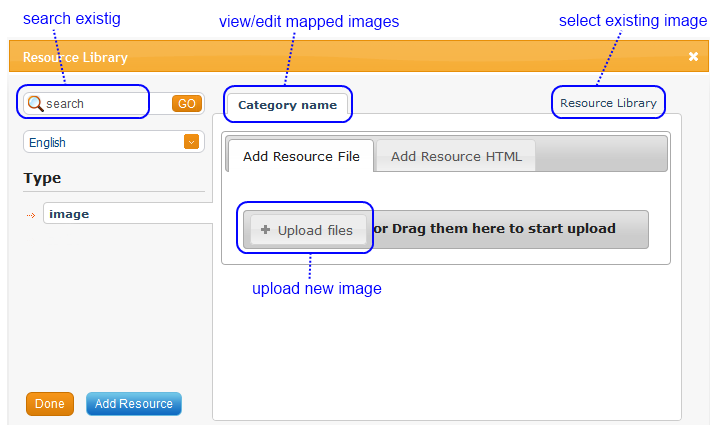 search existig
view/edit mapped images
select existing image
Resource Library
search GO
Category name
Resource Library
English
Add Resource File Add Resource HTML
Type
image
+ Upload files or Drag them here to start upload
upload new image
Done Add Resource